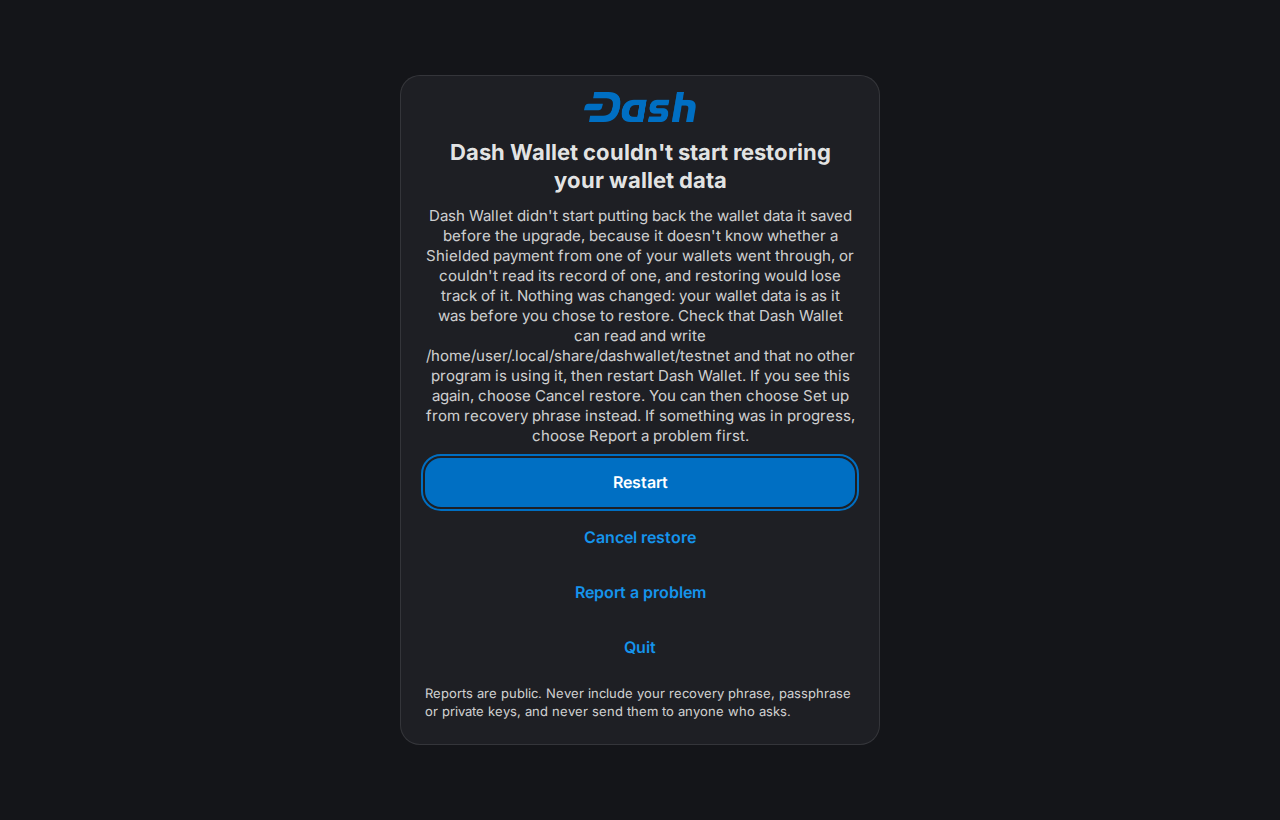 Dash
Dash Wallet couldn't start restoring
your wallet data
Dash Wallet didn't start putting back the wallet data it saved
before the upgrade, because it doesn't know whether a
Shielded payment from one of your wallets went through, or
couldn't read its record of one, and restoring would lose
track of it. Nothing was changed: your wallet data is as it
was before you chose to restore. Check that Dash Wallet
can read and write
/home/user/.local/share/dashwallet/testnet and that no other
program is using it, then restart Dash Wallet. If you see this
again, choose Cancel restore. You can then choose Set up
from recovery phrase instead. If something was in progress,
choose Report a problem first.
Restart
Cancel restore
Report a problem
Quit
Reports are public. Never include your recovery phrase, passphrase
or private keys, and never send them to anyone who asks.